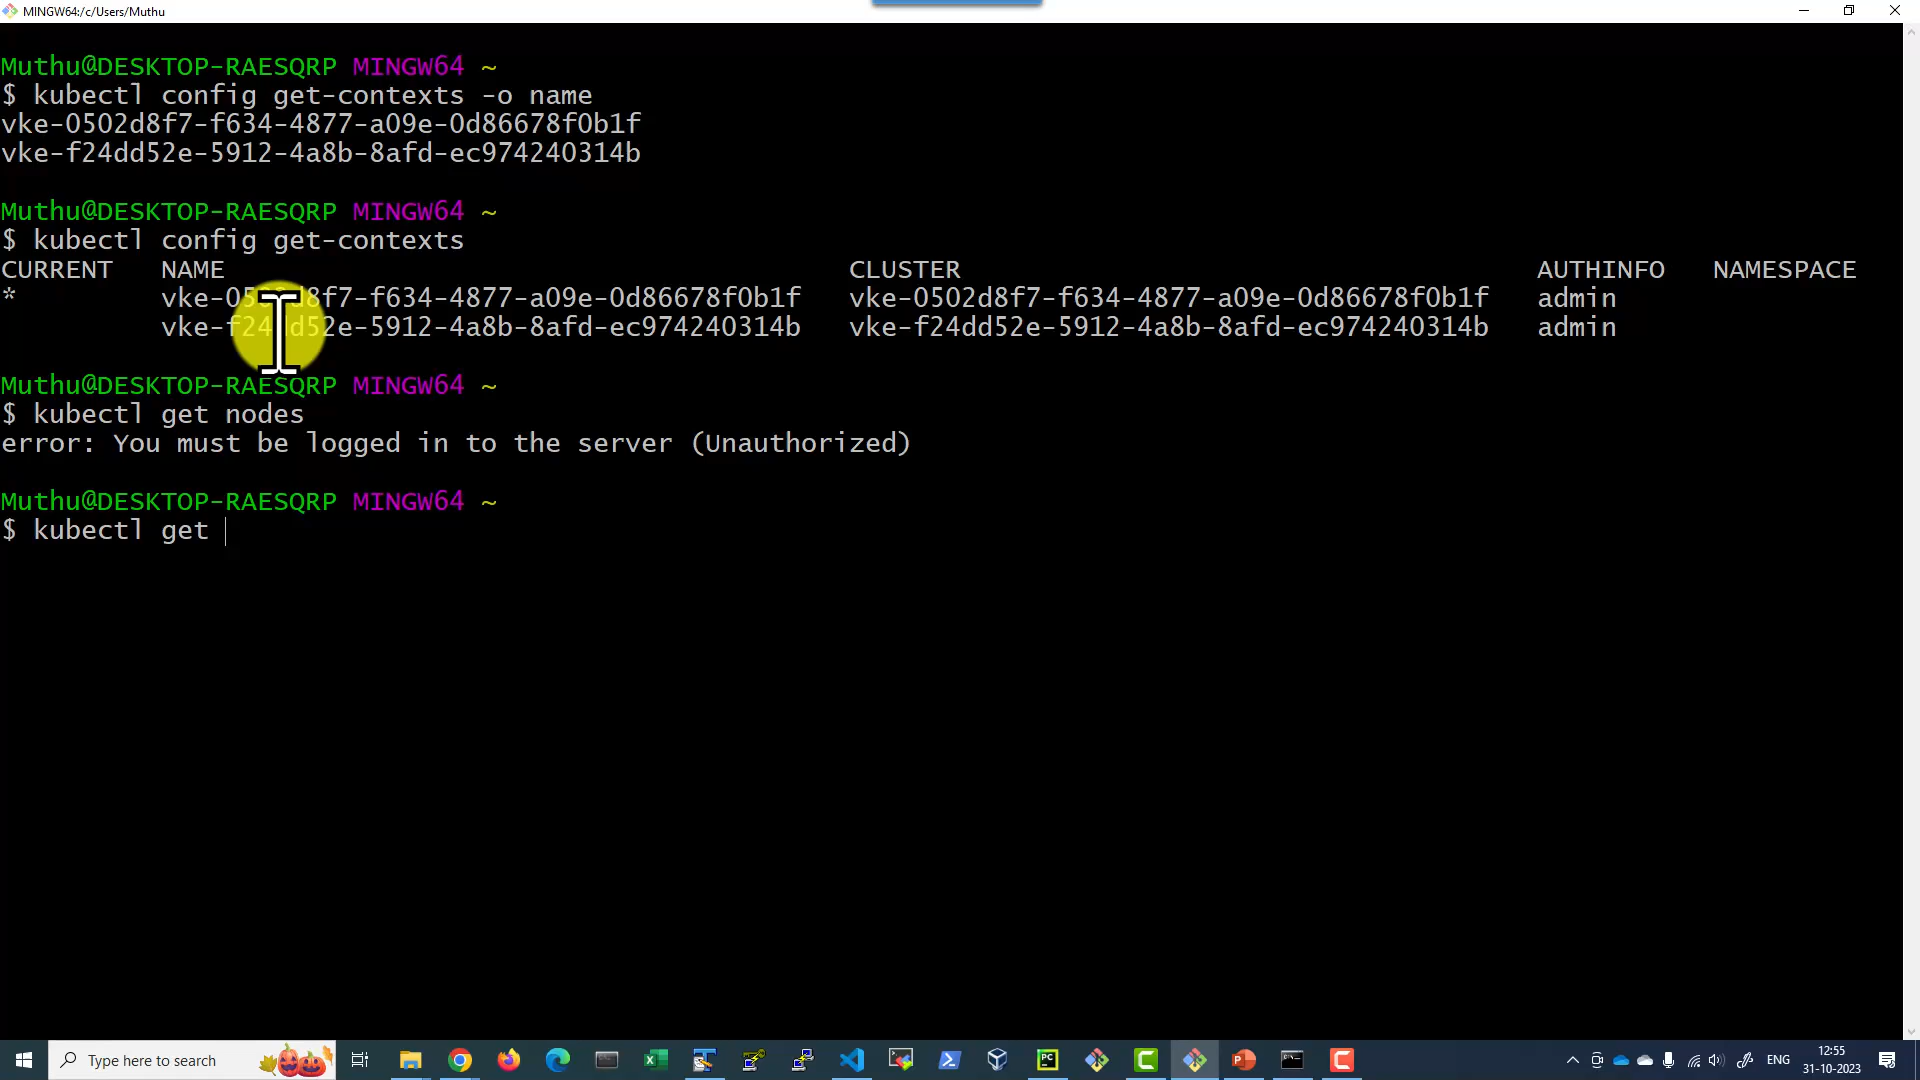 MINGW64:/c/Users/Muthu
Muthu@DESKTOP-RAESQRP MINGW64 ~
$ kubectl config get-contexts -o name
vke-0502d8f7-f634-4877-a09e-0d86678f0b1f
vke-f24dd52e-5912-4a8b-8afd-ec974240314b
Muthu@DESKTOP-RAESQRP MINGW64 ~
$ kubectl config get-contexts
CURRENT NAME CLUSTER AUTHINFO NAMESPACE
* vke-0502d8f7-f634-4877-a09e-0d86678f0b1f vke-0502d8f7-f634-4877-a09e-0d86678f0b1f admin
vke-f24dd52e-5912-4a8b-8afd-ec974240314b vke-f24dd52e-5912-4a8b-8afd-ec974240314b admin
Muthu@DESKTOP-RAESQRP MINGW64 ~
$ kubectl get nodes
error: You must be logged in to the server (Unauthorized)
Muthu@DESKTOP-RAESQRP MINGW64 ~
$ kubectl get
Type here to search
ENG
12:55
31-10-2023